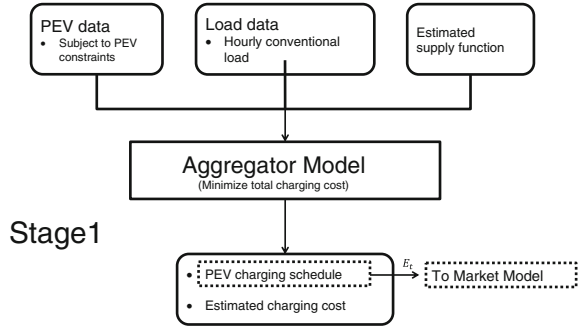 PEV data
• Subject to PEV
constraints
Load data
• Hourly conventional
load
Estimated
supply function
Aggregator Model
(Minimize total charging cost)
Stage1
• PEV charging schedule
E_t
To Market Model
• Estimated charging cost